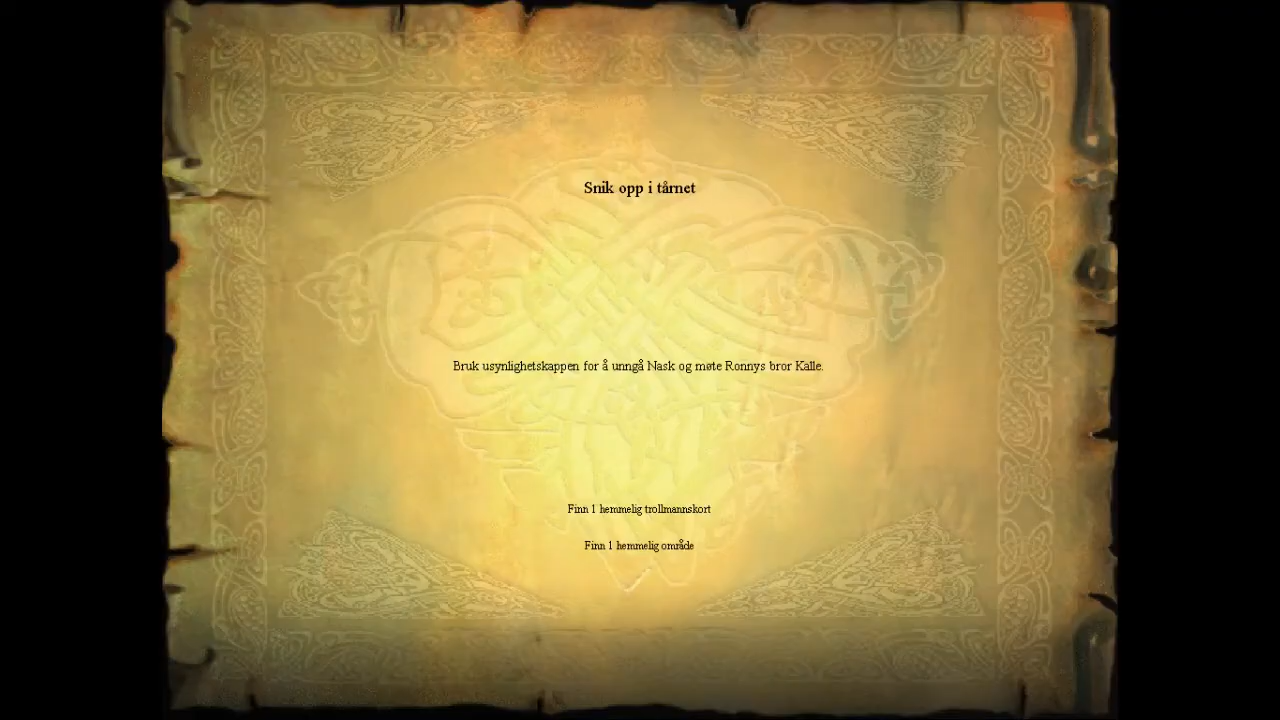 Snik opp i tårnet
Bruk usynlighetskappen for å unngå Nask og møte Ronnys bror Kalle.
Finn 1 hemmelig trollmannskort
Finn 1 hemmelig område